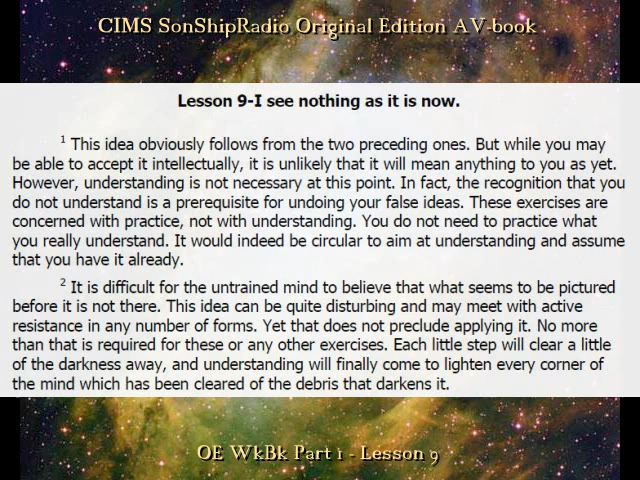 CIMS SonShipRadio Original Edition AV-book
Lesson 9-I see nothing as it is now.
1 This idea obviously follows from the two preceding ones. But while you may
be able to accept it intellectually, it is unlikely that it will mean anything to you as yet.
However, understanding is not necessary at this point. In fact, the recognition that you
do not understand is a prerequisite for undoing your false ideas. These exercises are
concerned with practice, not with understanding. You do not need to practice what
you really understand. It would indeed be circular to aim at understanding and assume
that you have it already.
2 It is difficult for the untrained mind to believe that what seems to be pictured
before it is not there. This idea can be quite disturbing and may meet with active
resistance in any number of forms. Yet that does not preclude applying it. No more
than that is required for these or any other exercises. Each little step will clear a little
of the darkness away, and understanding will finally come to lighten every corner of
the mind which has been cleared of the debris that darkens it.
OE WkBk Part 1 - Lesson 9